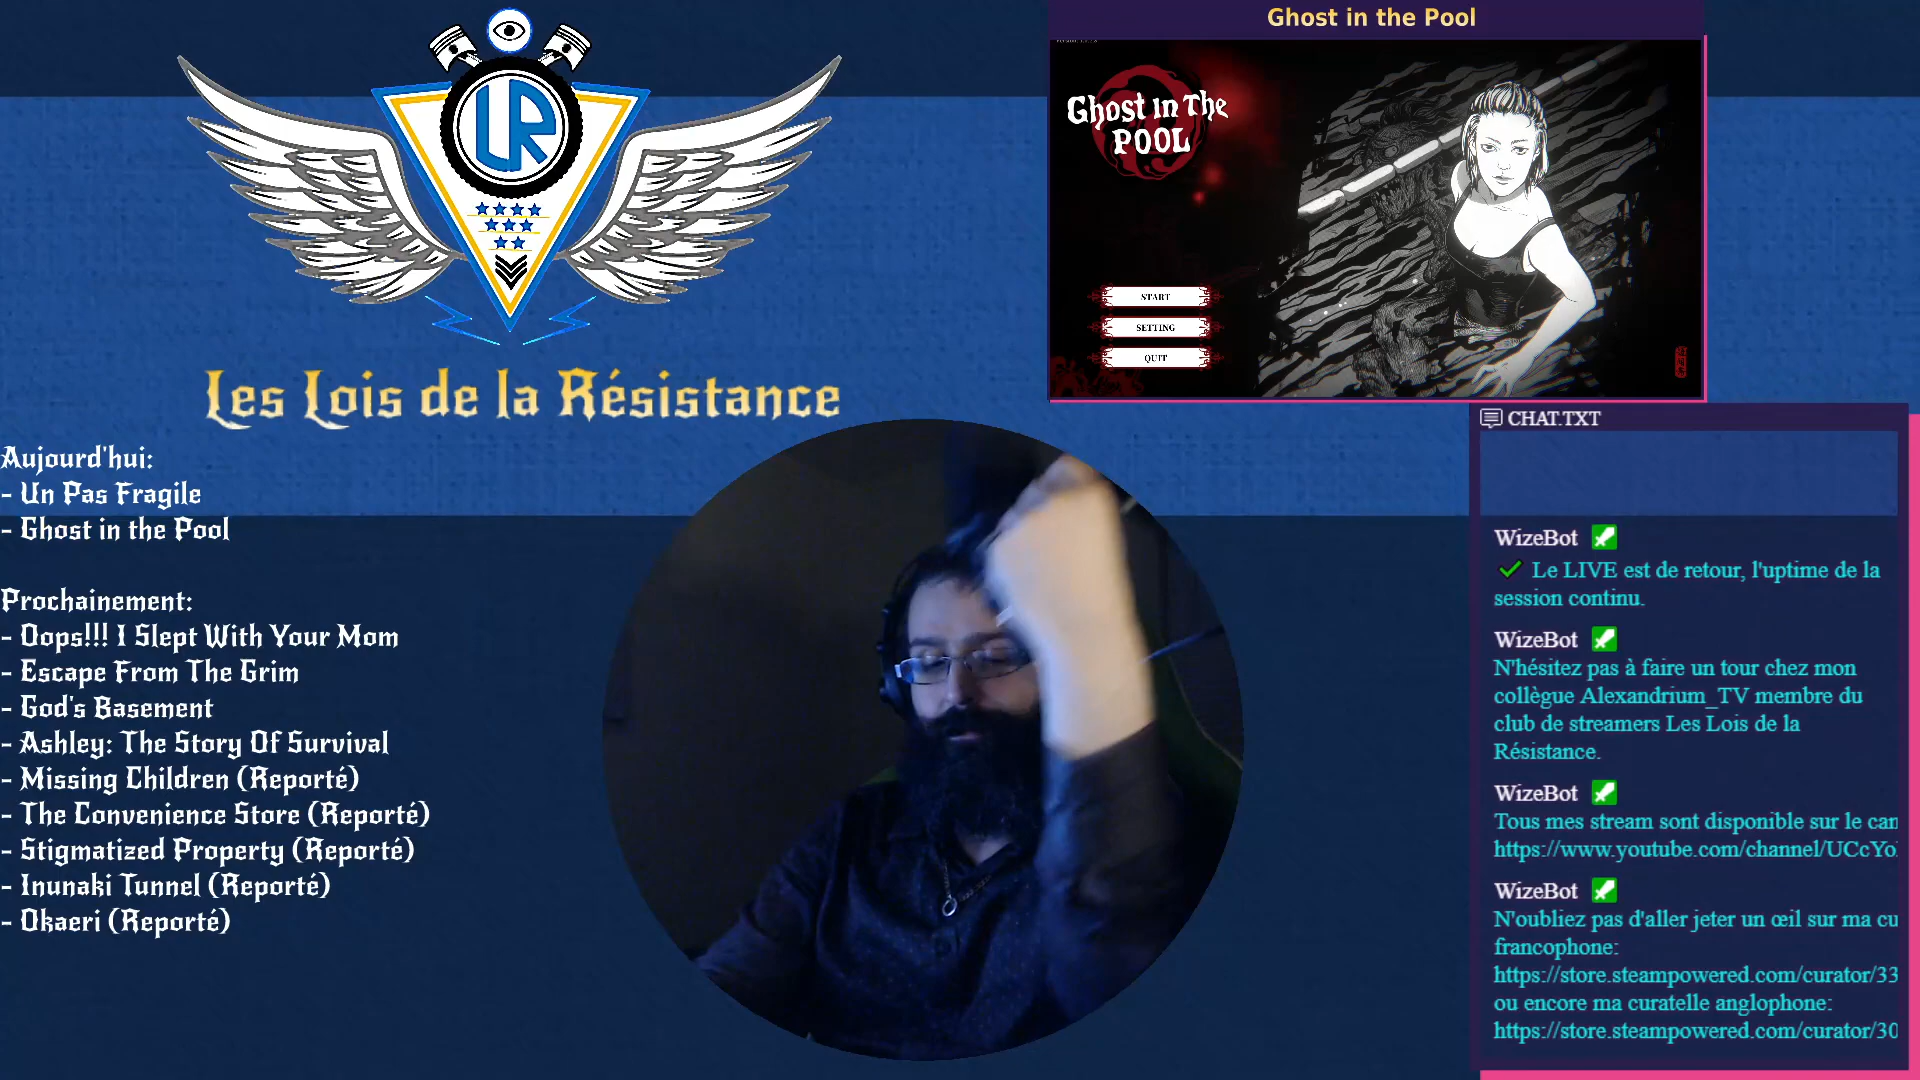 LR
Les Lois de la Résistance
Aujourd'hui:
- Un Pas Fragile
- Ghost in the Pool
Prochainement:
- Oops!!! I Slept With Your Mom
- Escape From The Grim
- God's Basement
- Ashley: The Story Of Survival
- Missing Children (Reporté)
- The Convenience Store (Reporté)
- Stigmatized Property (Reporté)
- Inunaki Tunnel (Reporté)
- Okaeri (Reporté)
Ghost in the Pool
Ghost in The
POOL
START
SETTING
QUIT
CHAT.TXT
WizeBot
Le LIVE est de retour, l'uptime de la
session continu.
WizeBot
N'hésitez pas à faire un tour chez mon
collègue Alexandrium_TV membre du
club de streamers Les Lois de la
Résistance.
WizeBot
Tous mes stream sont disponible sur le can
https://www.youtube.com/channel/UCcYo
WizeBot
N'oubliez pas d'aller jeter un œil sur ma cu
francophone:
https://store.steampowered.com/curator/33
ou encore ma curatelle anglophone:
https://store.steampowered.com/curator/30